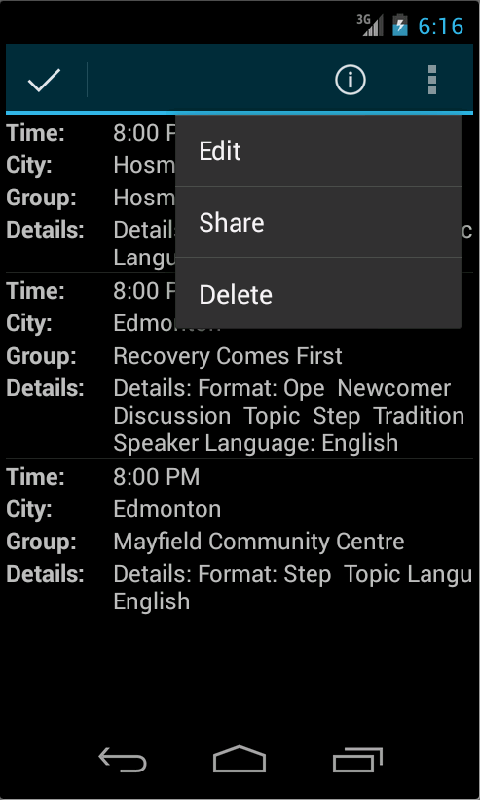 3G 6:16
Time: 8:00
Edit
City: Hosm
Group: Hosm
Share
Details: Detail
Langu
Delete
Time: 8:00
City: Edmonton
Group: Recovery Comes First
Details: Details: Format: Ope Newcomer
Discussion Topic Step Tradition
Speaker Language: English
Time: 8:00 PM
City: Edmonton
Group: Mayfield Community Centre
Details: Details: Format: Step Topic Langu
English